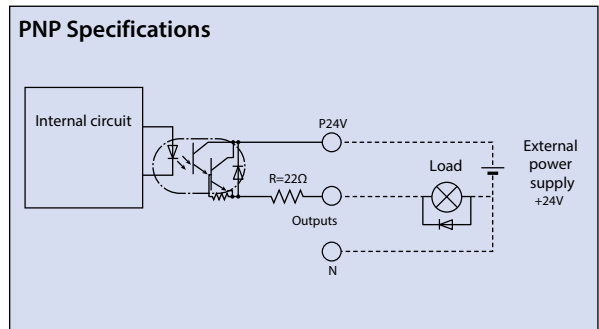 PNP Specifications
Internal circuit
P24V
R=22Ω
Outputs
N
Load
External
power
supply
+24V